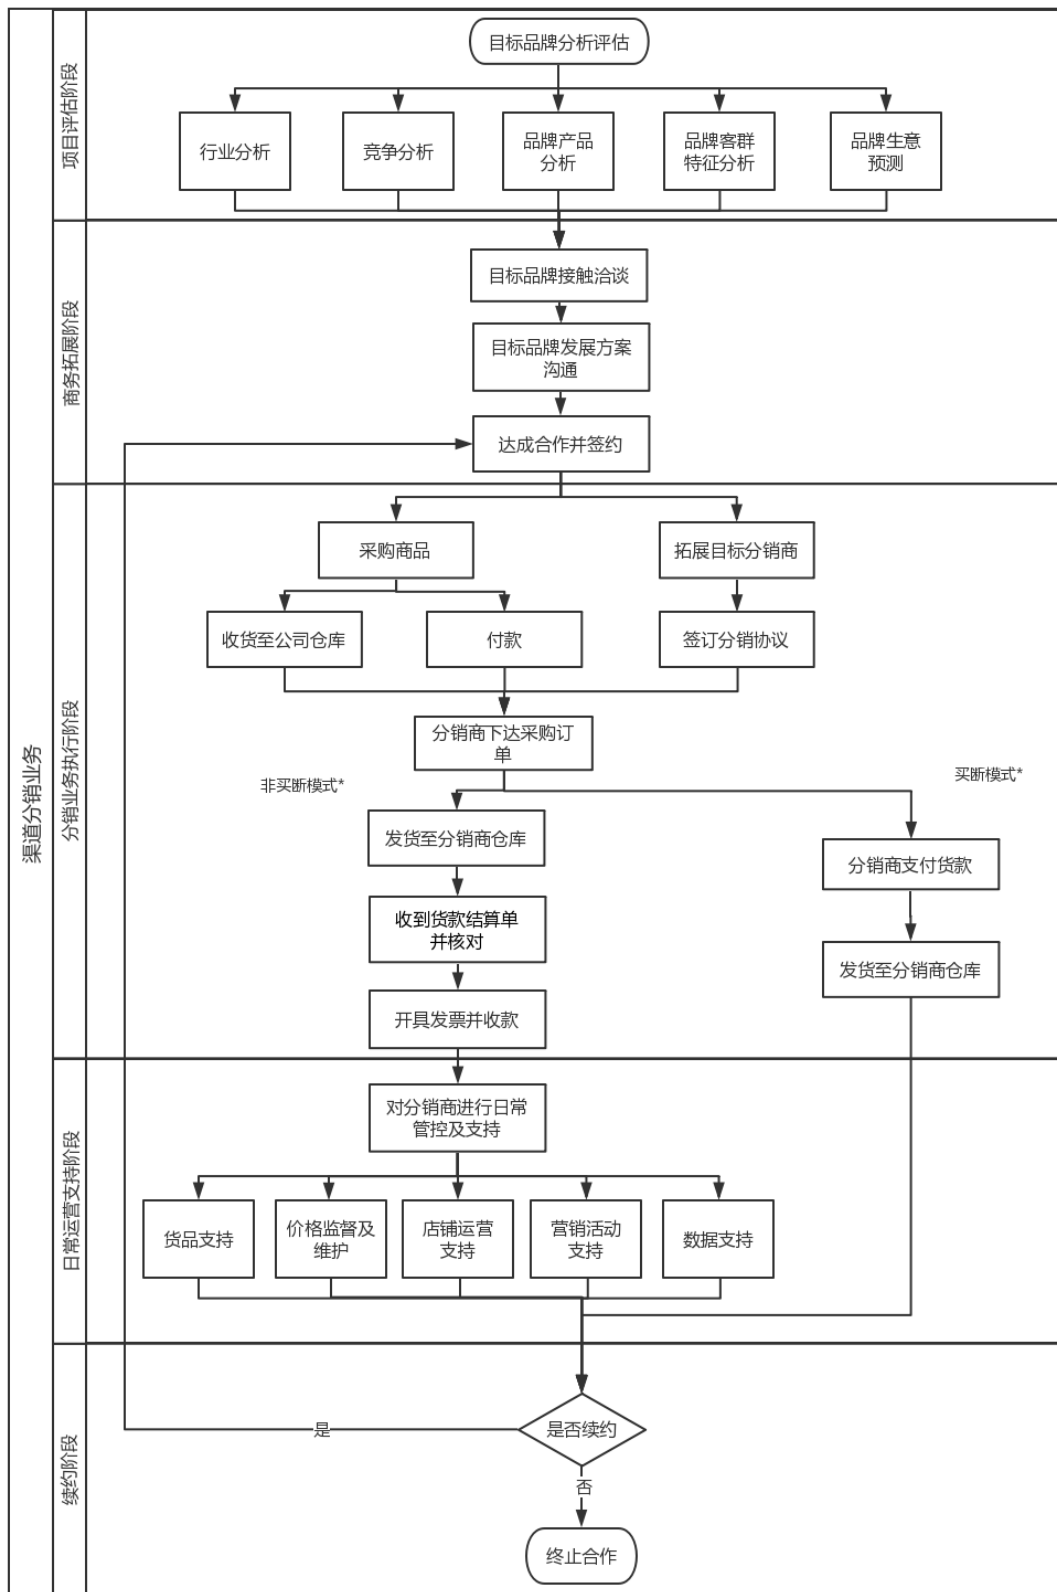 渠道分销业务
项目评估阶段
目标品牌分析评估
行业分析
竞争分析
品牌产品
分析
品牌客群
特征分析
品牌生意
预测
商务拓展阶段
目标品牌接触洽谈
目标品牌发展方案
沟通
达成合作并签约
分销业务执行阶段
采购商品
拓展目标分销商
收货至公司仓库
付款
签订分销协议
分销商下达采购订
单
非买断模式*
买断模式*
发货至分销商仓库
分销商支付货款
收到货款结算单
并核对
发货至分销商仓库
开具发票并收款
日常运营支持阶段
对分销商进行日常
管控及支持
货品支持
价格监督及
维护
店铺运营
支持
营销活动
支持
数据支持
续约阶段
是否续约
是
否
终止合作